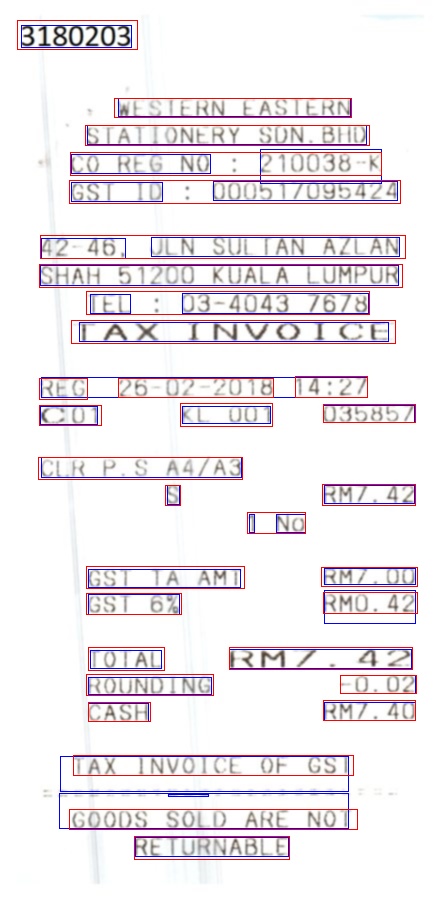 3180203
WESTERN EASTERN
STATIONERY SDN.BHD
CO REG NO : 210038-K
GST ID : 000517095424
42-46, JLN SULTAN AZLAN
SHAH 51200 KUALA LUMPUR
TEL : 03-4043 7678
TAX INVOICE
REG 26-02-2018 14:27
C01 KL 001 035857
CLR P.S A4/A3
S RM7.42
1 No
GST TA AMT RM7.00
GST 6% RM0.42
TOTAL RM7.42
ROUNDING -0.02
CASH RM7.40
TAX INVOICE OF GST
GOODS SOLD ARE NOT
RETURNABLE